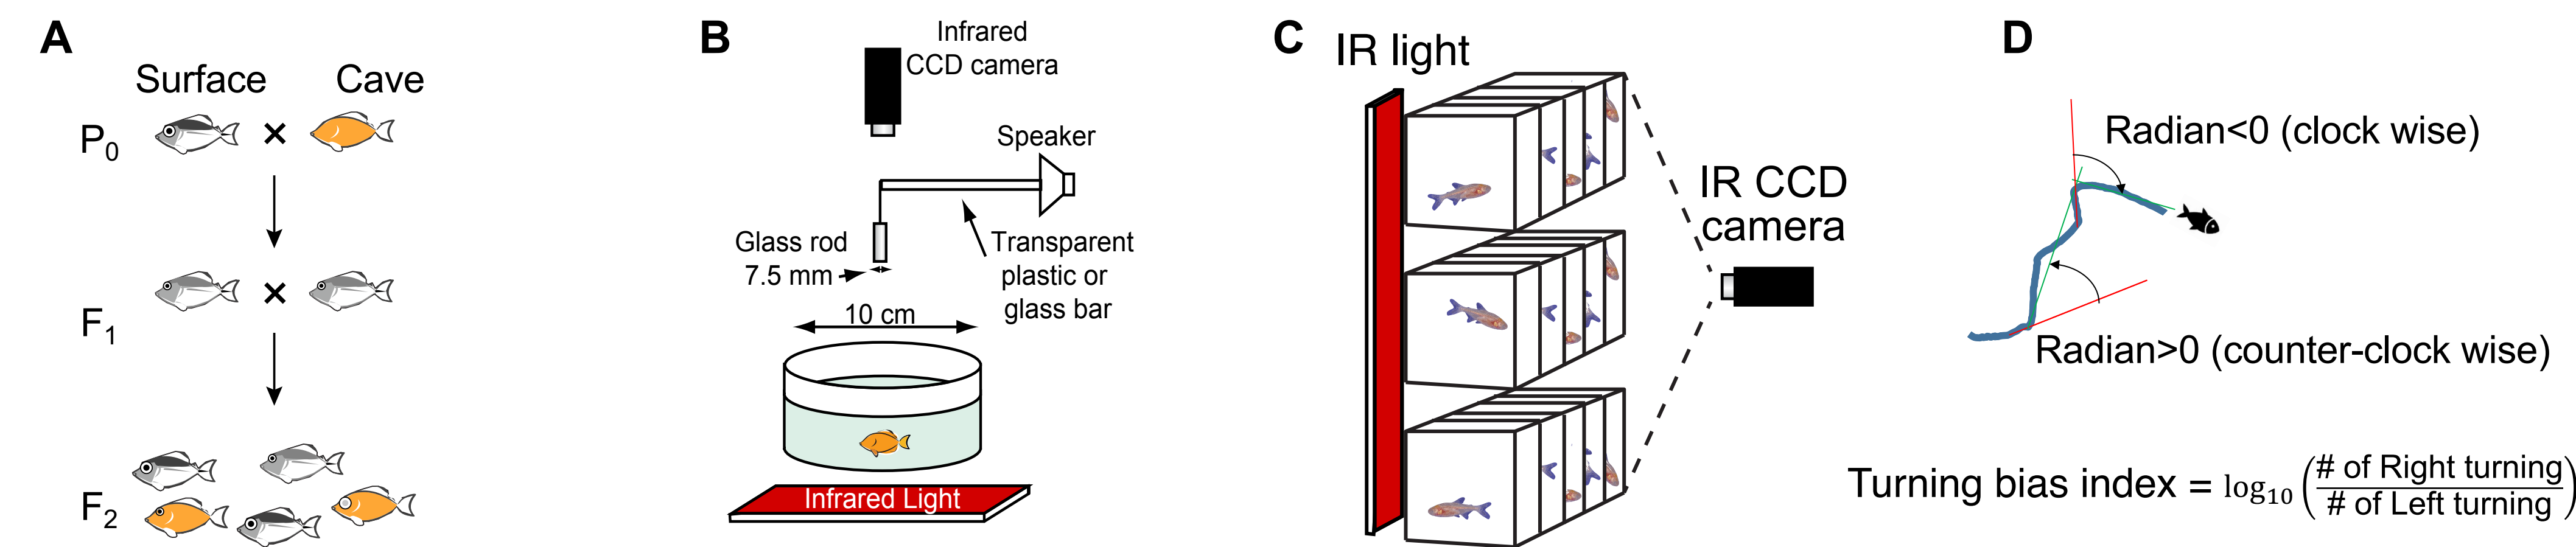 A
Surface Cave
P0
×
F1
×
F2
B
Infrared
CCD camera
Speaker
Glass rod
7.5 mm
Transparent
plastic or
glass bar
10 cm
Infrared Light
C
IR light
IR CCD
camera
D
Radian<0 (clock wise)
Radian>0 (counter-clock wise)
Turning bias index = log10 (# of Right turning / # of Left turning)